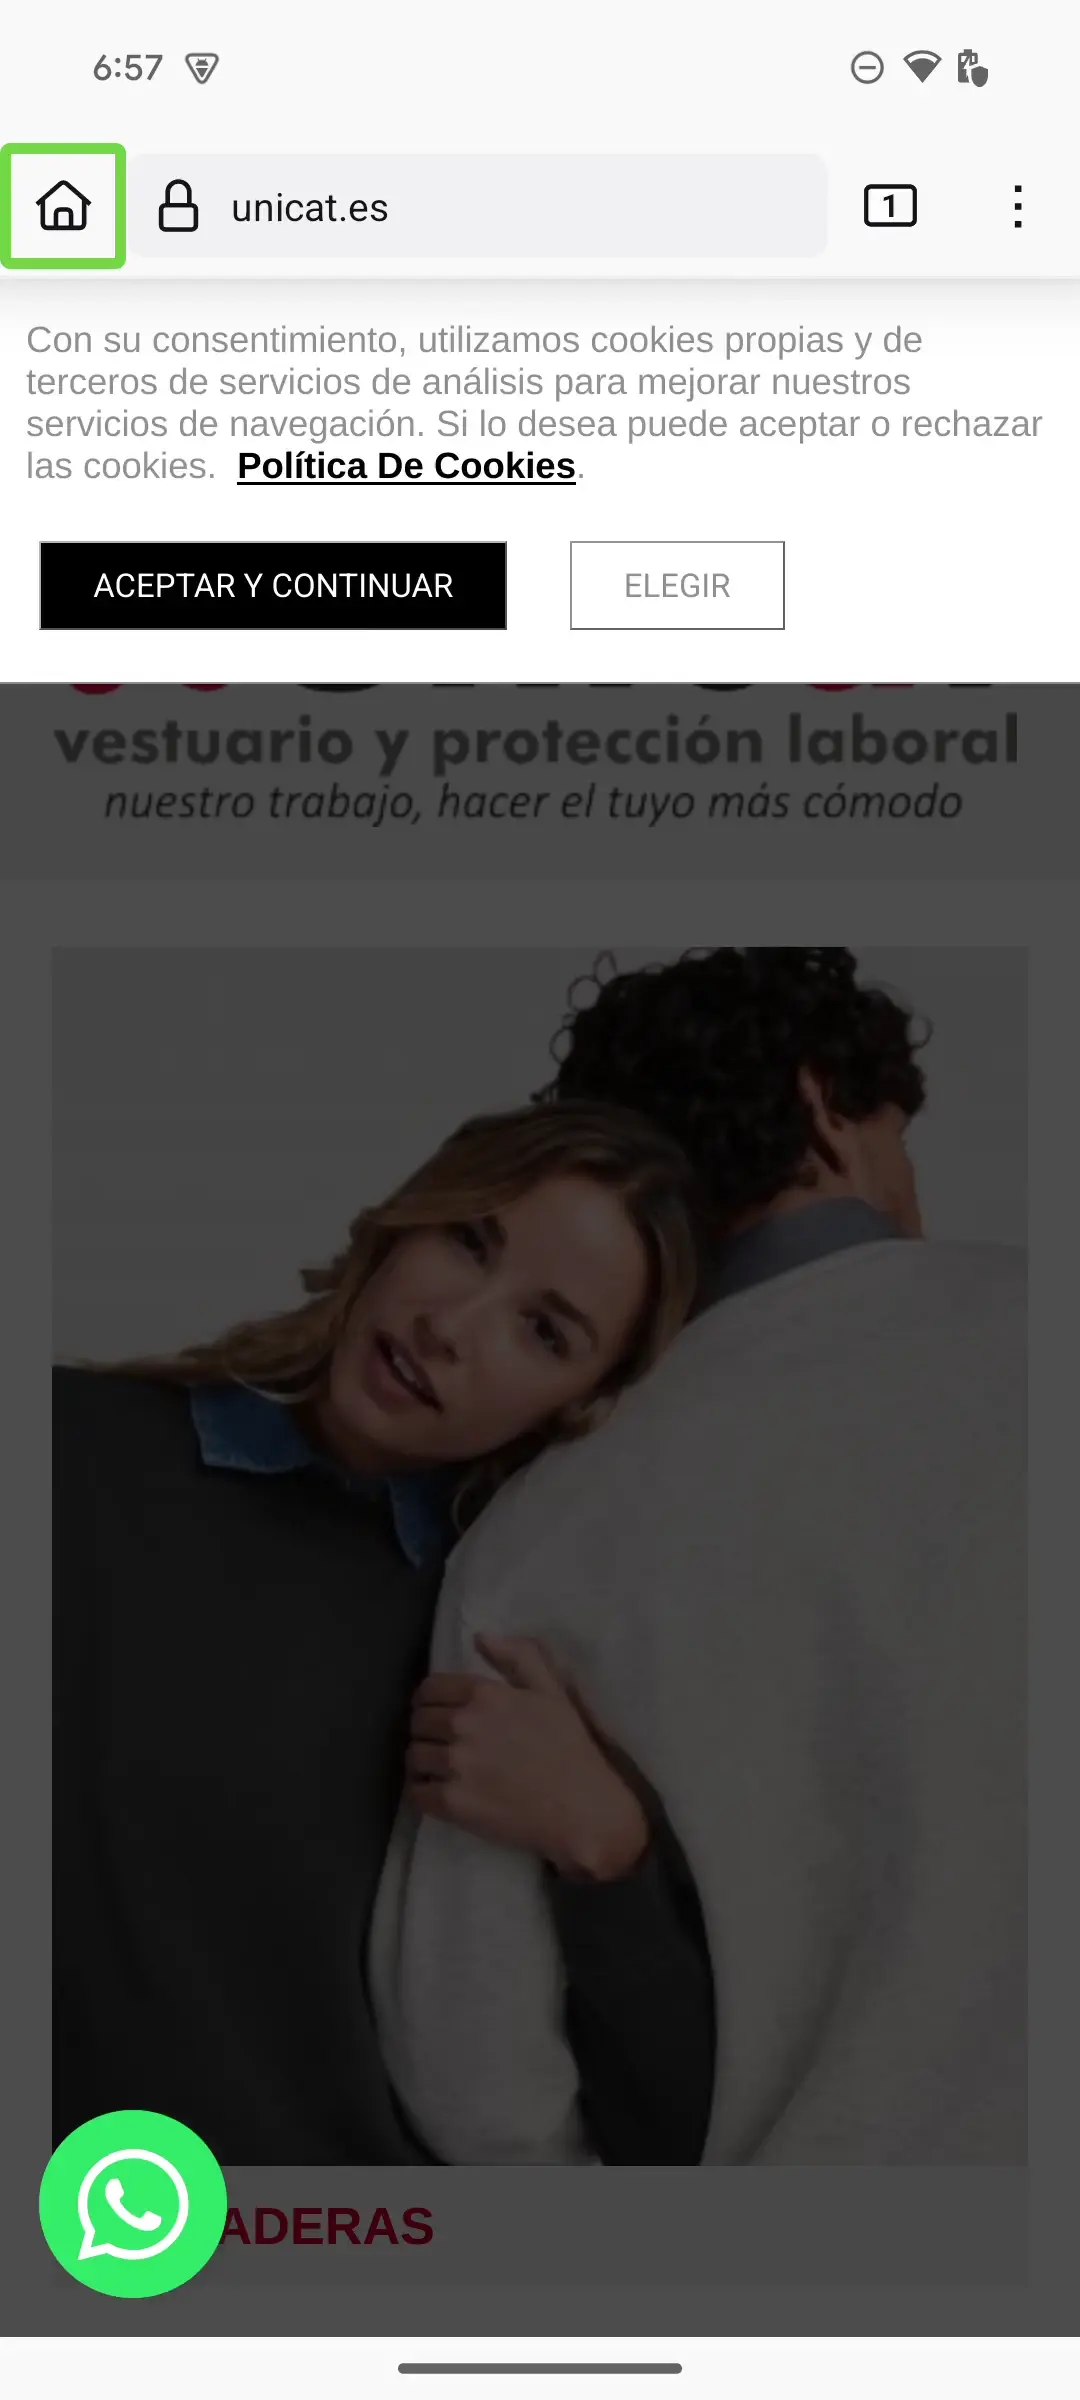 6:57
unicat.es
1
Con su consentimiento, utilizamos cookies propias y de
terceros de servicios de análisis para mejorar nuestros
servicios de navegación. Si lo desea puede aceptar o rechazar
las cookies. Política De Cookies.
ACEPTAR Y CONTINUAR
ELEGIR
vestuario y protección laboral
nuestro trabajo, hacer el tuyo más cómodo